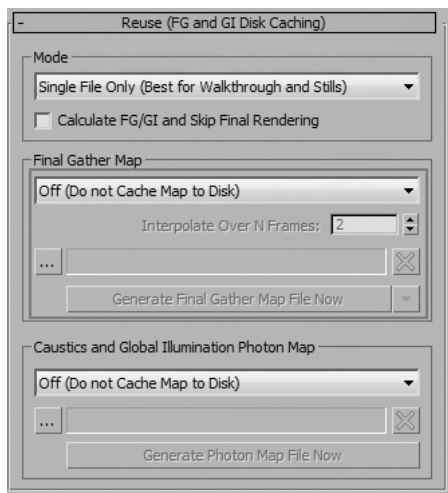 - Reuse (FG and GI Disk Caching)
Mode
Single File Only (Best for Walkthrough and Stills)
Calculate FG/GI and Skip Final Rendering
Final Gather Map
Off (Do not Cache Map to Disk)
Interpolate Over N Frames: 2
...
Generate Final Gather Map File Now
Caustics and Global Illumination Photon Map
Off (Do not Cache Map to Disk)
...
Generate Photon Map File Now